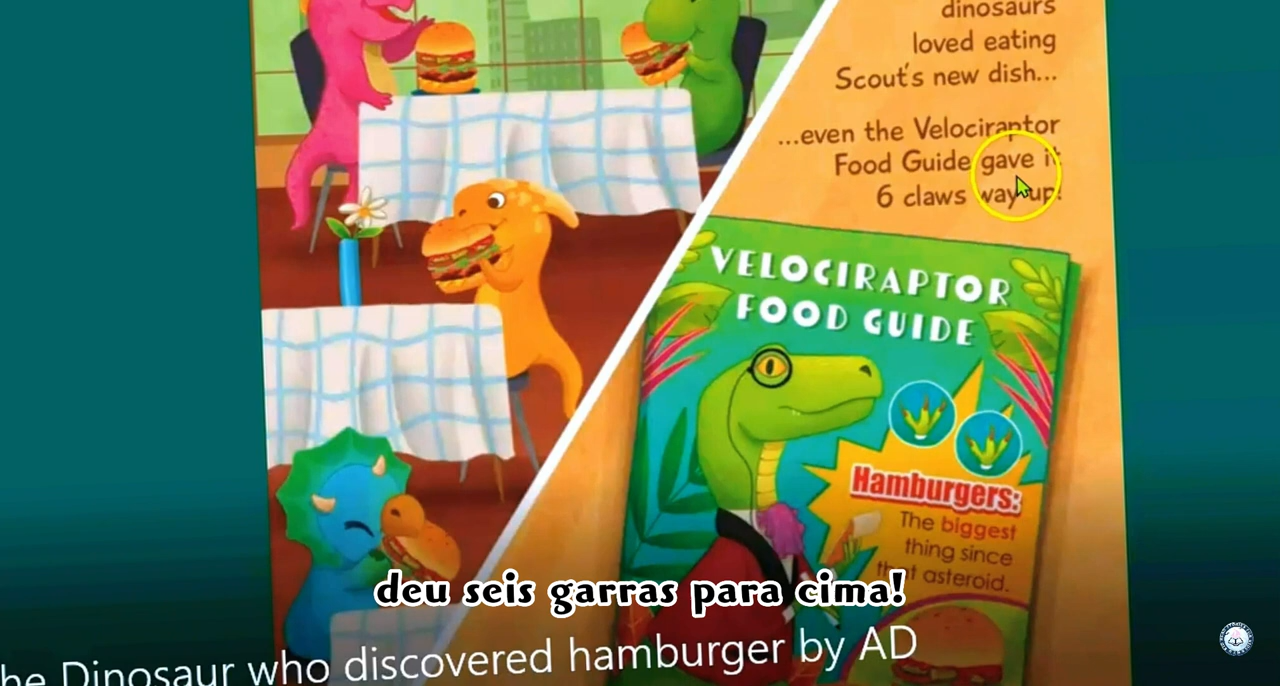 dinosaurs
loved eating
Scout's new dish...
...even the Velociraptor
Food Guide gave it
6 claws way up!
VELOCIRAPTOR
FOOD GUIDE
Hamburgers:
The biggest
thing since
that asteroid.
deu seis garras para cima!
he Dinosaur who discovered hamburger by AD